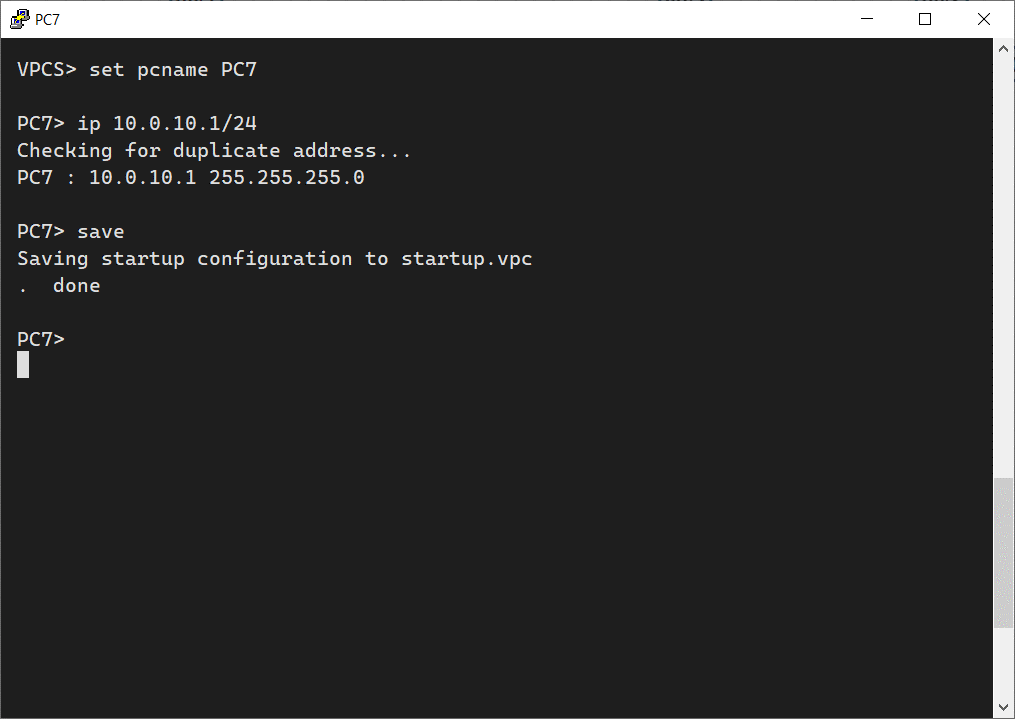 PC7
VPCS> set pcname PC7
PC7> ip 10.0.10.1/24
Checking for duplicate address...
PC7 : 10.0.10.1 255.255.255.0
PC7> save
Saving startup configuration to startup.vpc
.  done
PC7>